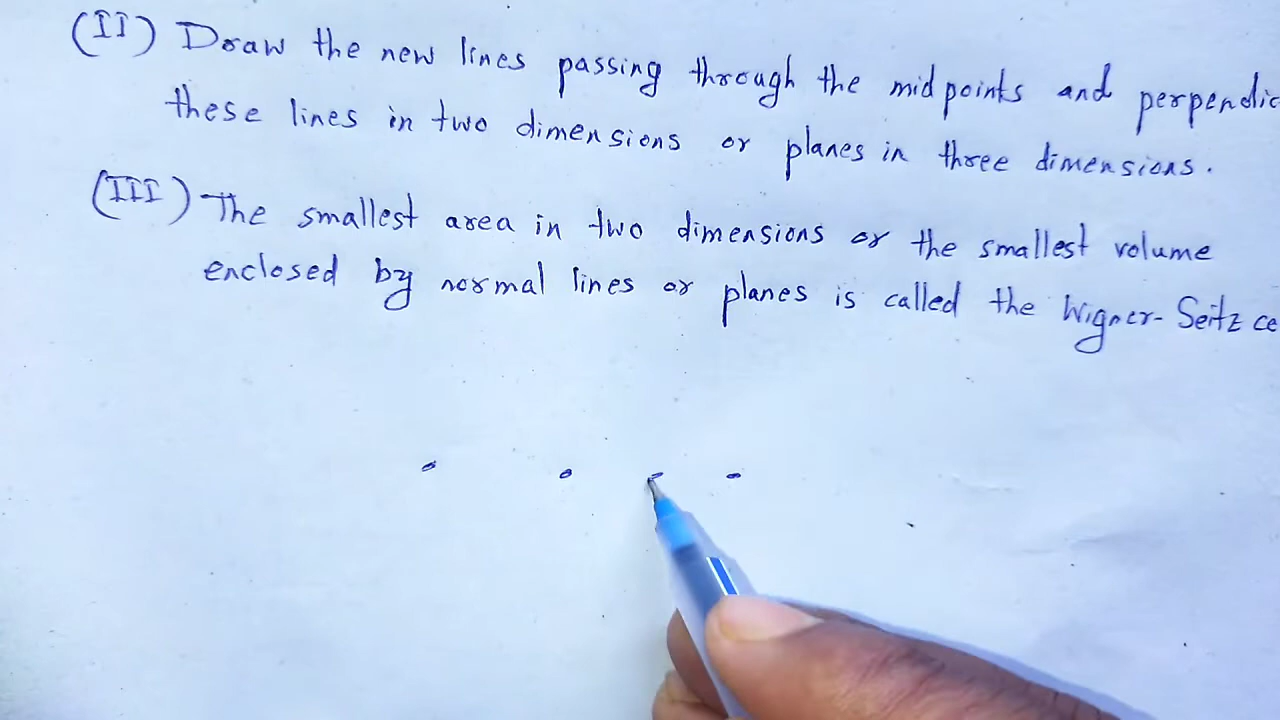 (II) Draw the new lines passing through the midpoints and perpendic
these lines in two dimensions or planes in three dimensions.
(III) The smallest area in two dimensions or the smallest volume
enclosed by normal lines or planes is called the Wigner-Seitz ce